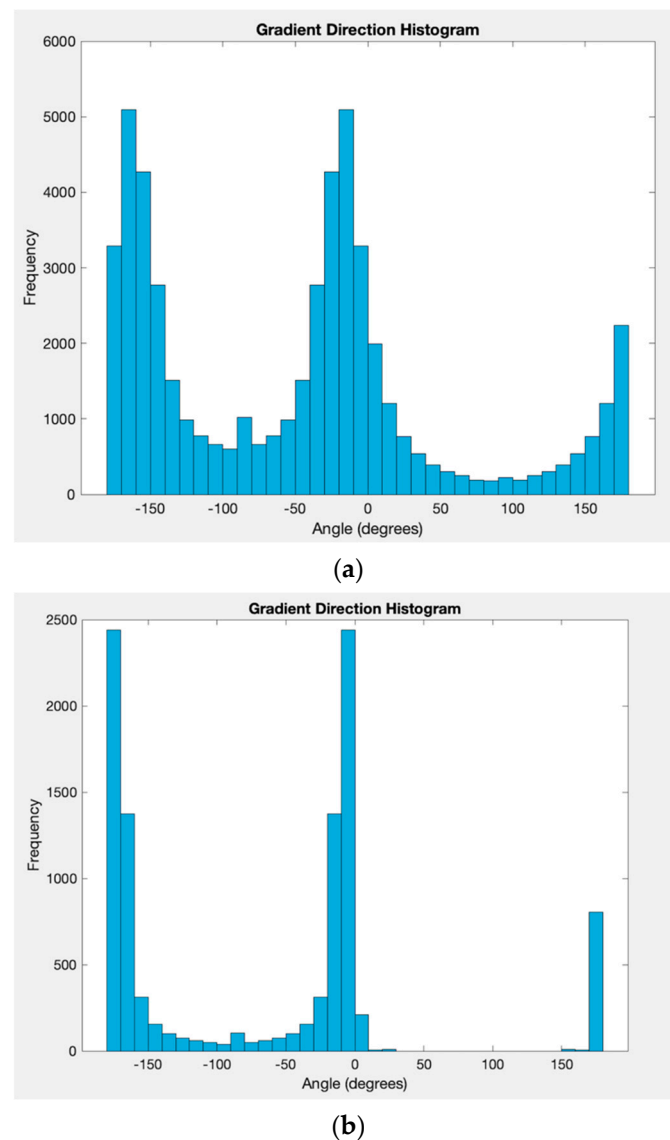 Gradient Direction Histogram
6000
5000
4000
3000
2000
1000
0
Frequency
-150 -100 -50 0 50 100 150
Angle (degrees)
(a)
Gradient Direction Histogram
2500
2000
1500
1000
500
0
Frequency
-150 -100 -50 0 50 100 150
Angle (degrees)
(b)